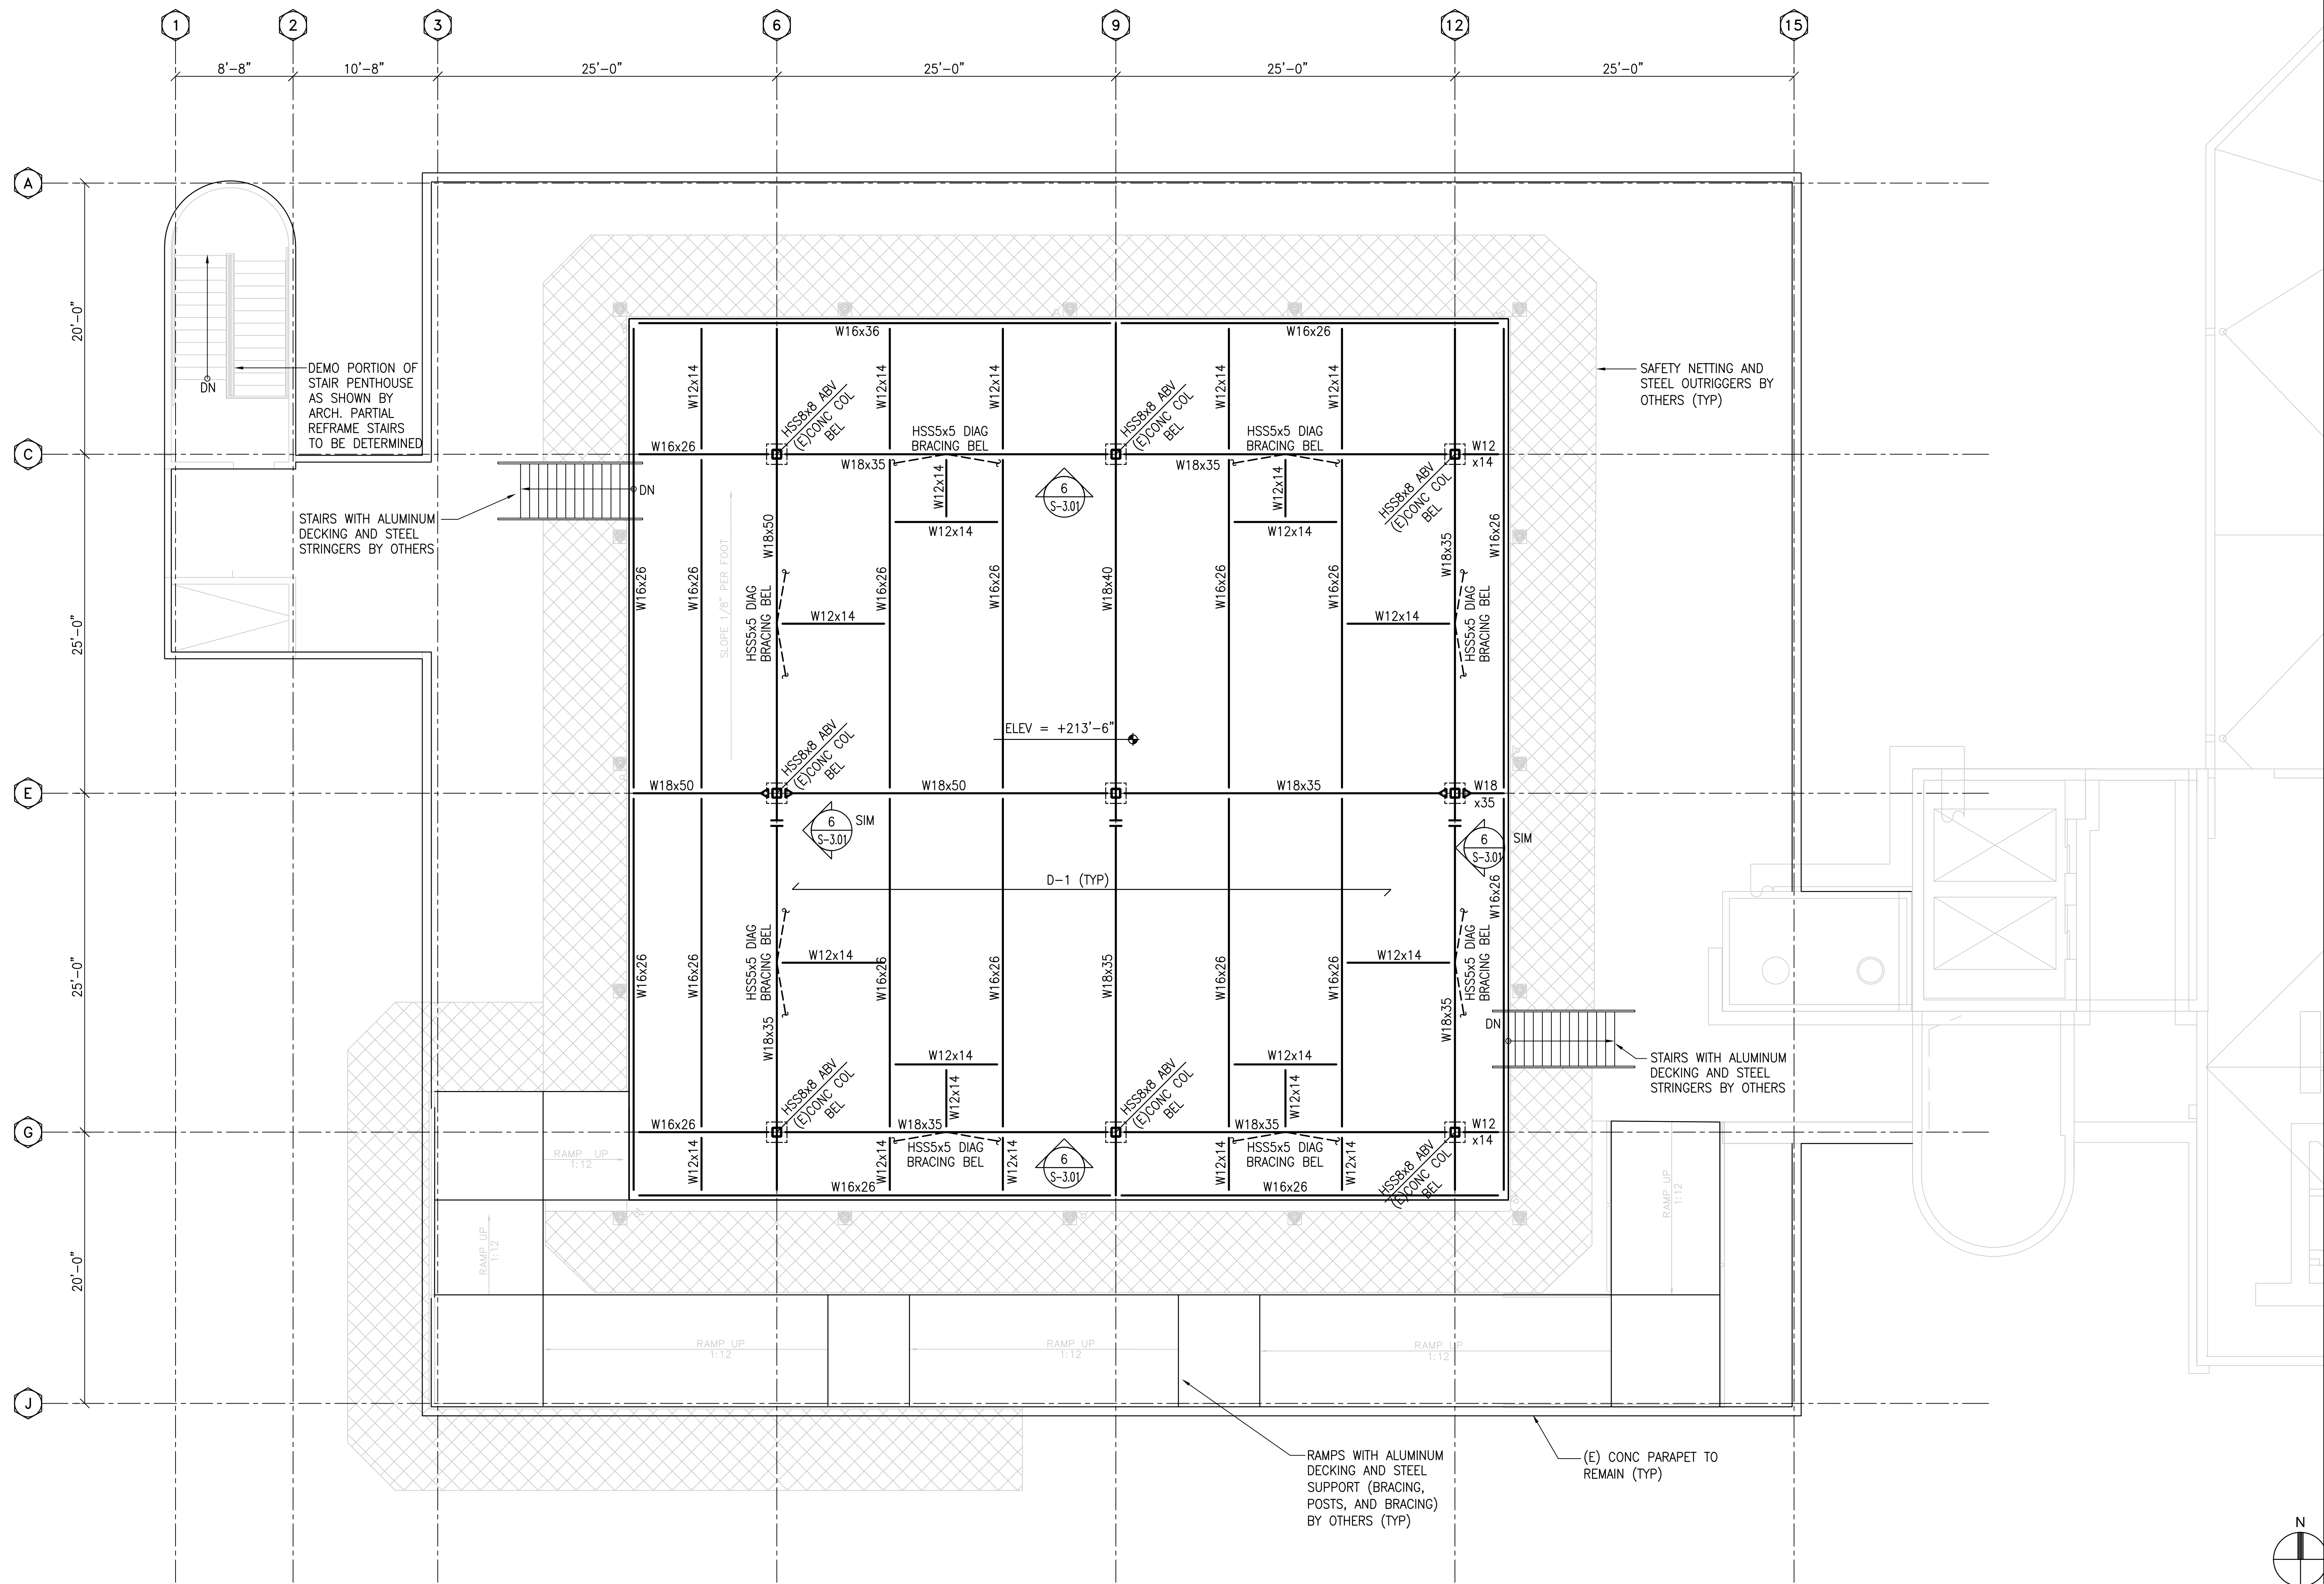 1
2
3
6
9
12
15
8'-8"
10'-8"
25'-0"
25'-0"
25'-0"
25'-0"
A
20'-0"
DN
DEMO PORTION OF
STAIR PENTHOUSE
AS SHOWN BY
ARCH. PARTIAL
REFRAME STAIRS
TO BE DETERMINED
W16x36
W16x26
SAFETY NETTING AND
STEEL OUTRIGGERS BY
OTHERS (TYP)
W12x14
W12x14
W12x14
W12x14
W12x14
HSS8x8 ABV
(E)CONC COL
BEL
HSS8x8 ABV
(E)CONC COL
BEL
HSS5x5 DIAG
BRACING BEL
HSS5x5 DIAG
BRACING BEL
C
W16x26
W18x35
W18x35
W12
x14
HSS8x8 ABV
(E)CONC COL
BEL
DN
W12x14
W12x14
6
S-3.01
STAIRS WITH ALUMINUM
DECKING AND STEEL
STRINGERS BY OTHERS
W18x50
W12x14
W12x14
W18x35
W16x26
SLOPE 1/8" PER FOOT
W16x26
W16x26
W16x26
W16x26
W18x40
W16x26
W16x26
25'-0"
HSS5x5 DIAG
BRACING BEL
W12x14
W12x14
HSS5x5 DIAG
BRACING BEL
ELEV = +213'-6"
HSS8x8 ABV
(E)CONC COL
BEL
E
W18x50
W18x50
W18x35
W18
x35
6
S-3.01
SIM
6
S-3.01
SIM
D-1 (TYP)
W16x26
25'-0"
HSS5x5 DIAG
BRACING BEL
W12x14
W12x14
HSS5x5 DIAG
BRACING BEL
W16x26
W16x26
W16x26
W16x26
W18x35
W16x26
W16x26
W18x35
W18x35
DN
W12x14
W12x14
STAIRS WITH ALUMINUM
DECKING AND STEEL
STRINGERS BY OTHERS
HSS8x8 ABV
(E)CONC COL
BEL
W12x14
HSS8x8 ABV
(E)CONC COL
BEL
W12x14
G
W16x26
W18x35
W18x35
W12
x14
HSS5x5 DIAG
BRACING BEL
HSS5x5 DIAG
BRACING BEL
RAMP UP
1:12
W12x14
W12x14
W12x14
6
S-3.01
W12x14
W12x14
HSS8x8 ABV
(E)CONC COL
BEL
W16x26
W16x26
RAMP UP
1:12
RAMP UP
1:12
20'-0"
RAMP UP
1:12
RAMP UP
1:12
RAMP UP
1:12
J
RAMPS WITH ALUMINUM
DECKING AND STEEL
SUPPORT (BRACING,
POSTS, AND BRACING)
BY OTHERS (TYP)
(E) CONC PARAPET TO
REMAIN (TYP)
N